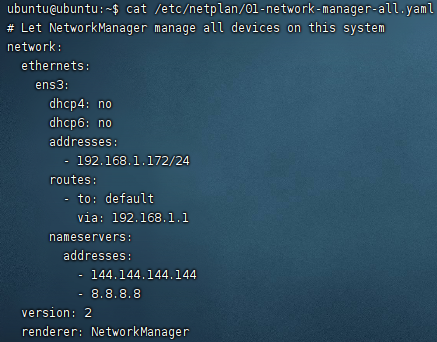 ubuntu@ubuntu:~$ cat /etc/netplan/01-network-manager-all.yaml
# Let NetworkManager manage all devices on this system
network:
  ethernets:
    ens3:
      dhcp4: no
      dhcp6: no
      addresses:
        - 192.168.1.172/24
      routes:
        - to: default
          via: 192.168.1.1
      nameservers:
        addresses:
          - 144.144.144.144
          - 8.8.8.8
  version: 2
  renderer: NetworkManager